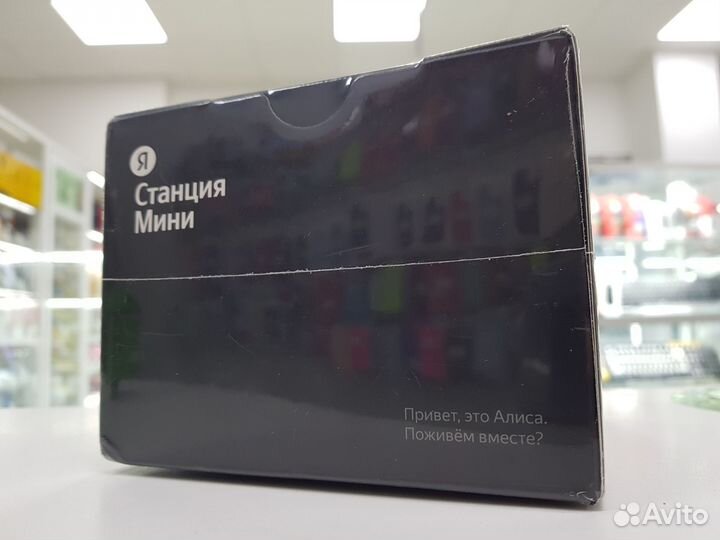 Я
Станция
Мини
Привет, это Алиса.
Поживём вместе?
Avito